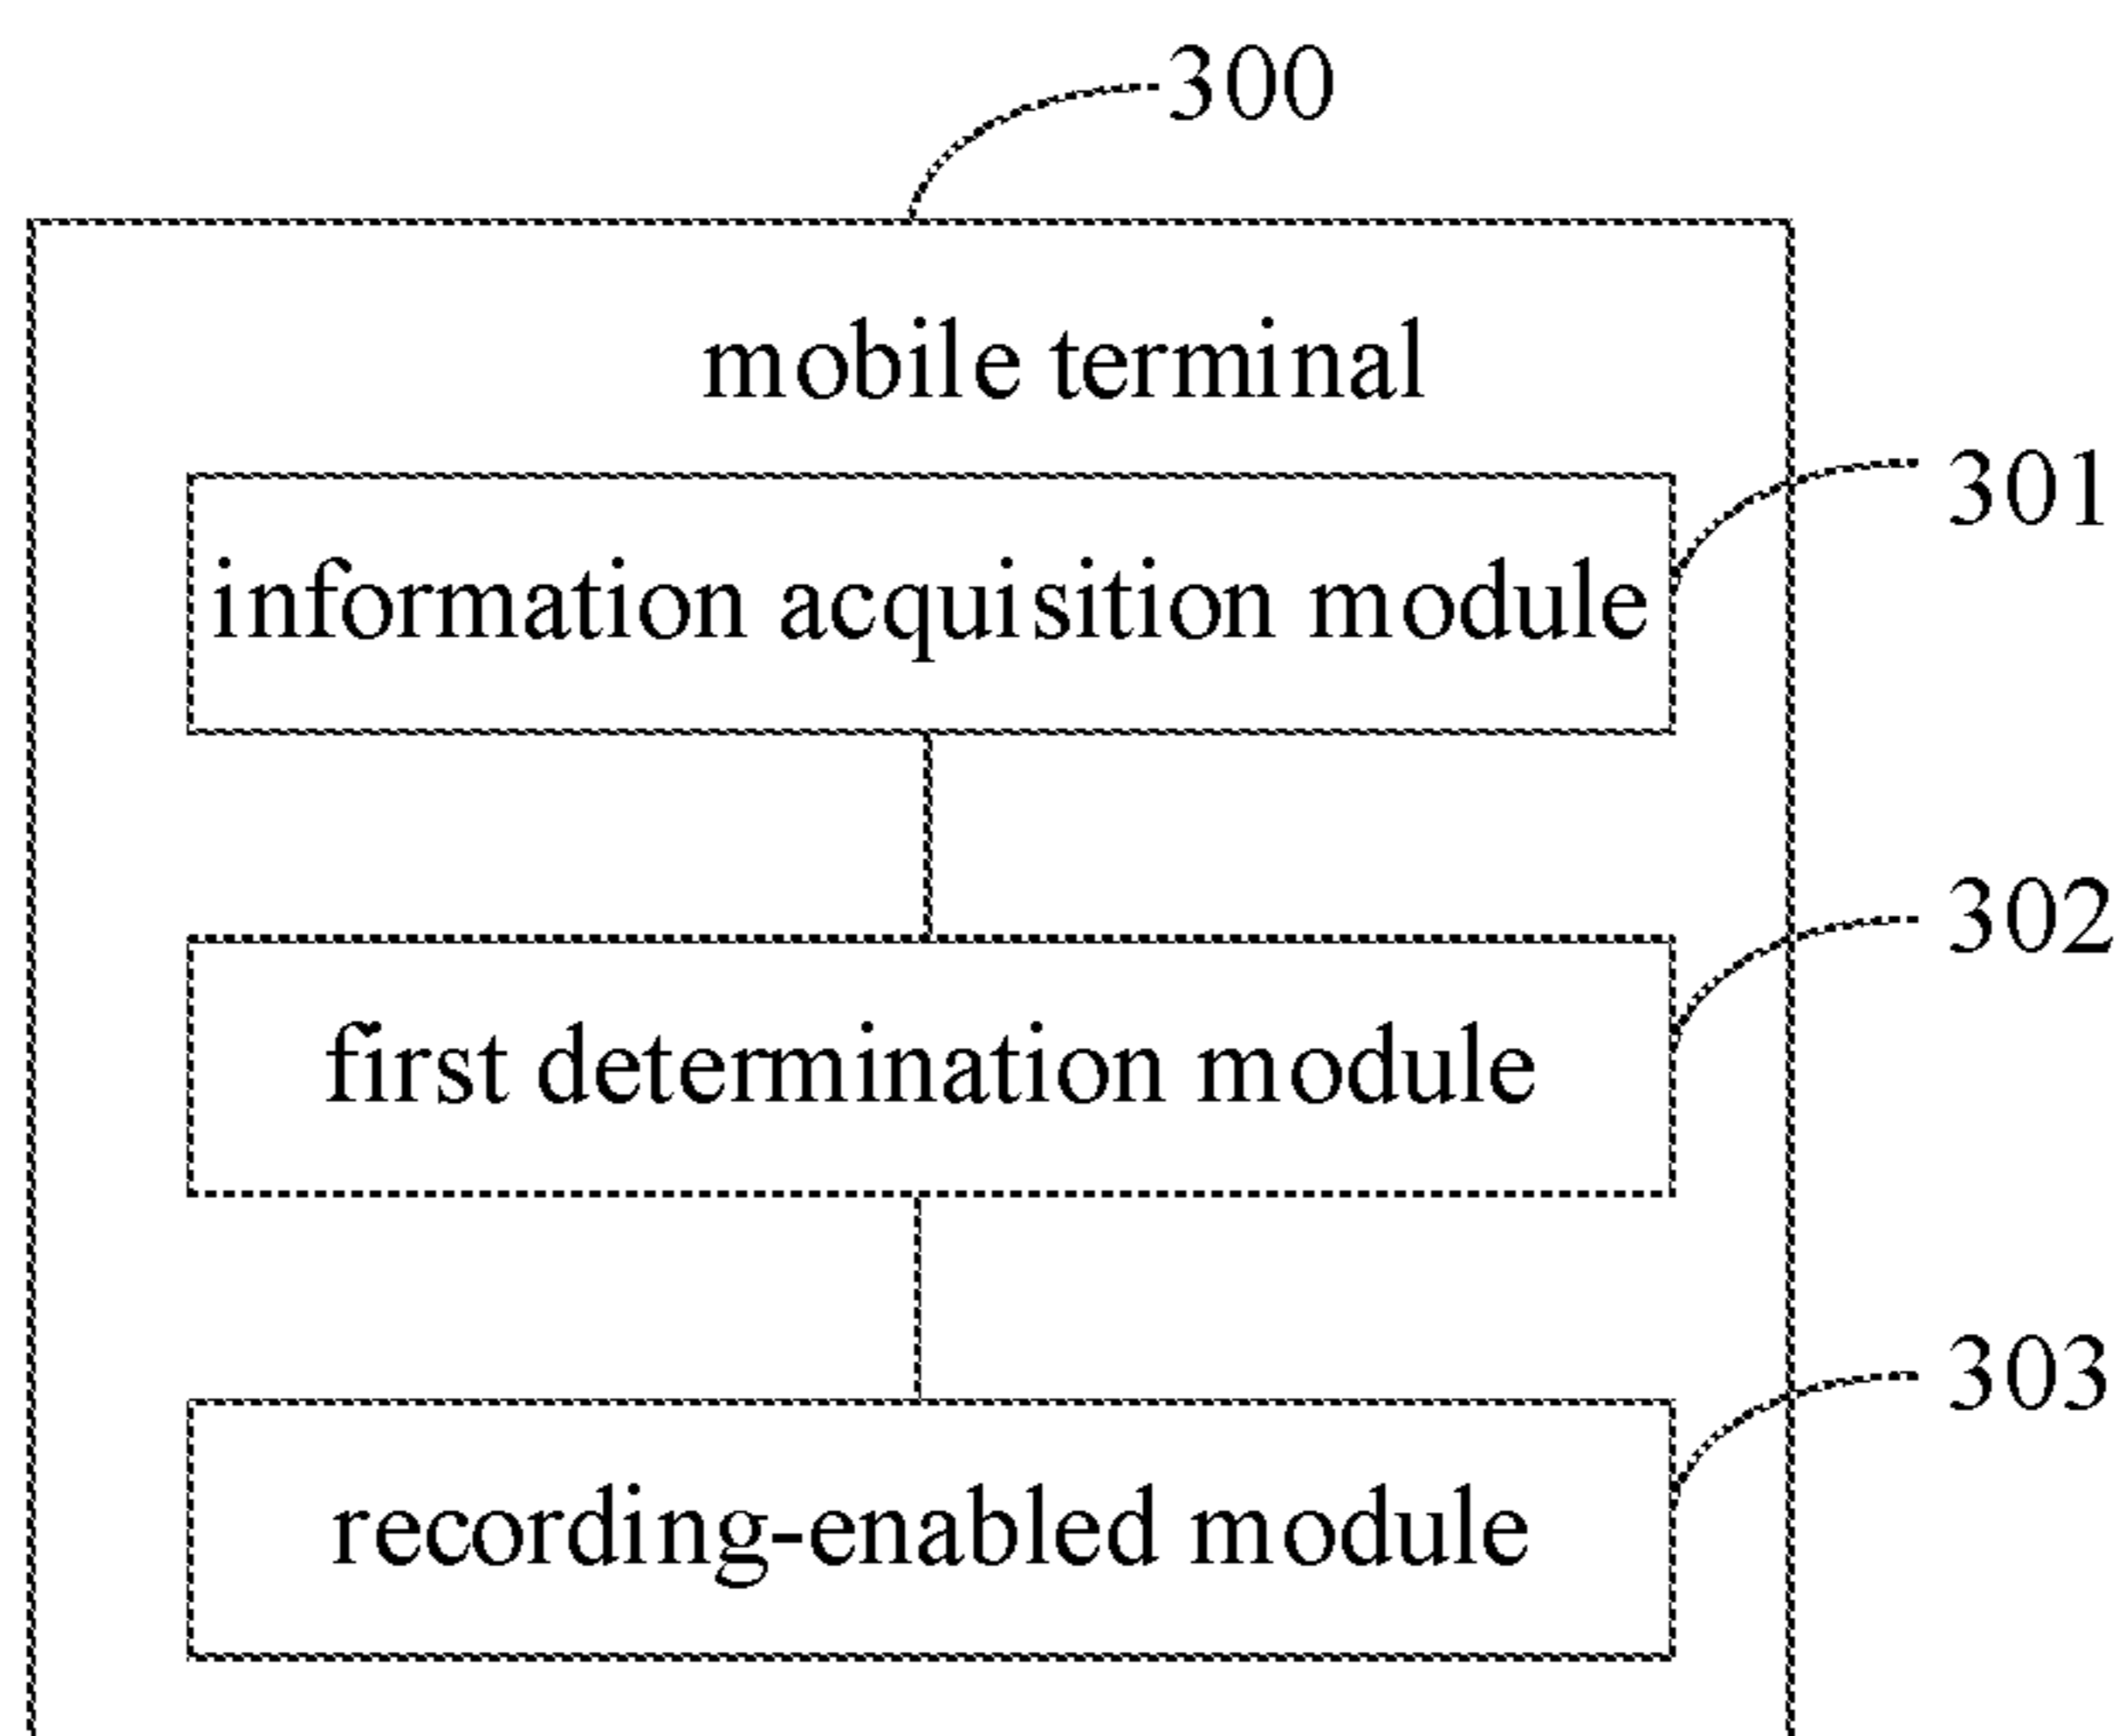 300
mobile terminal
301
information acquisition module
302
first determination module
303
recording-enabled module